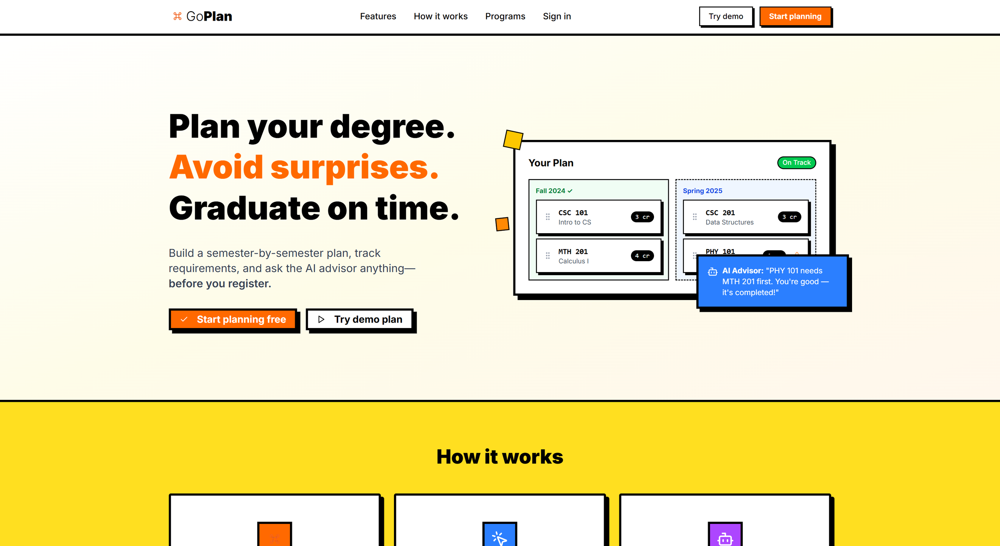 GoPlan
Features
How it works
Programs
Sign in
Try demo
Start planning
Plan your degree.
Avoid surprises.
Graduate on time.
Build a semester-by-semester plan, track
requirements, and ask the AI advisor anything—
before you register.
Start planning free
Try demo plan
Your Plan
On Track
Fall 2024 ✓
CSC 101
Intro to CS
3 cr
MTH 201
Calculus I
4 cr
Spring 2025
CSC 201
Data Structures
3 cr
PHY 101
AI Advisor: "PHY 101 needs
MTH 201 first. You're good —
it's completed!"
How it works